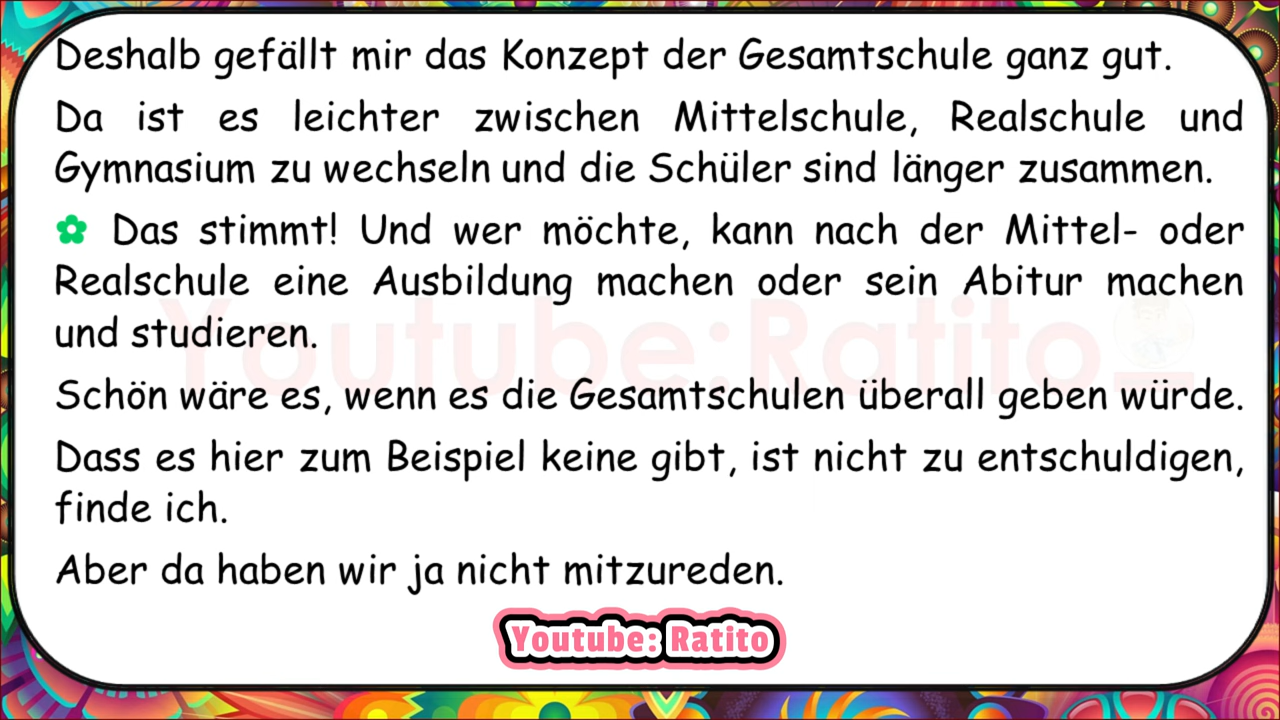 Deshalb gefällt mir das Konzept der Gesamtschule ganz gut.
Da ist es leichter zwischen Mittelschule, Realschule und
Gymnasium zu wechseln und die Schüler sind länger zusammen.
✿ Das stimmt! Und wer möchte, kann nach der Mittel- oder
Realschule eine Ausbildung machen oder sein Abitur machen
und studieren.
Youtube:Ratito
Schön wäre es, wenn es die Gesamtschulen überall geben würde.
Dass es hier zum Beispiel keine gibt, ist nicht zu entschuldigen,
finde ich.
Aber da haben wir ja nicht mitzureden.
Youtube: Ratito